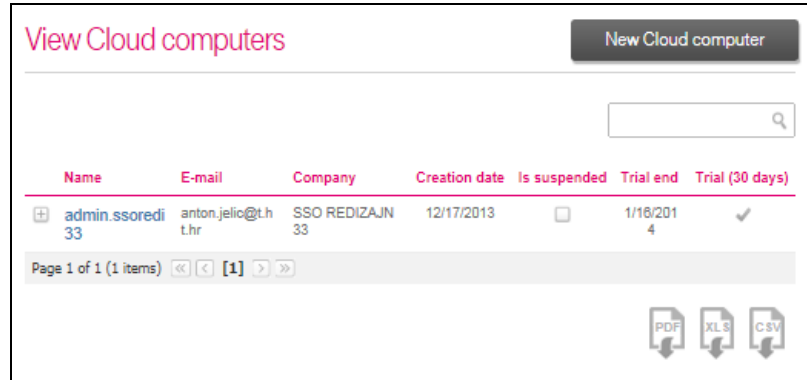 View Cloud computers
New Cloud computer
Name E-mail Company Creation date Is suspended Trial end Trial (30 days)
admin.ssoredi anton.jelic@t.h SSO REDIZAJN 12/17/2013 1/16/201
33 t.hr 33 4
Page 1 of 1 (1 items) [1]
PDF XLS CSV